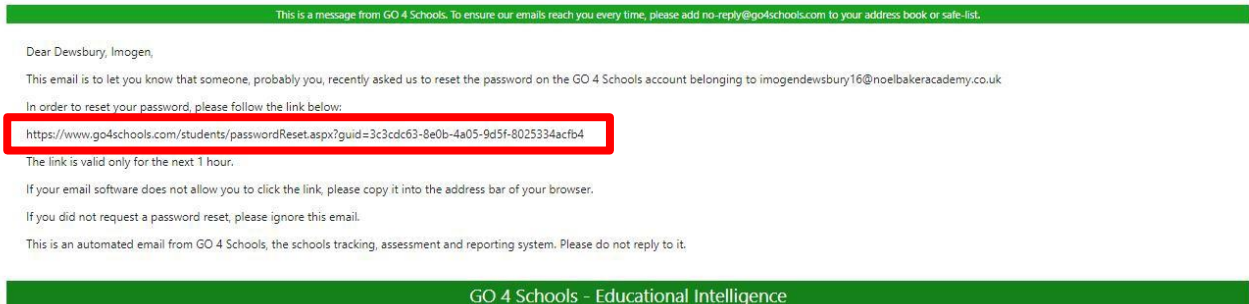 This is a message from GO 4 Schools. To ensure our emails reach you every time, please add no-reply@go4schools.com to your address book or safe-list.
Dear Dewsbury, Imogen,
This email is to let you know that someone, probably you, recently asked us to reset the password on the GO 4 Schools account belonging to imogendewsbury16@noelbakeracademy.co.uk
In order to reset your password, please follow the link below:
https://www.go4schools.com/students/passwordReset.aspx?guid=3c3cdc63-8e0b-4a05-9d5f-8025334acfb4
The link is valid only for the next 1 hour.
If your email software does not allow you to click the link, please copy it into the address bar of your browser.
If you did not request a password reset, please ignore this email.
This is an automated email from GO 4 Schools, the schools tracking, assessment and reporting system. Please do not reply to it.
GO 4 Schools - Educational Intelligence